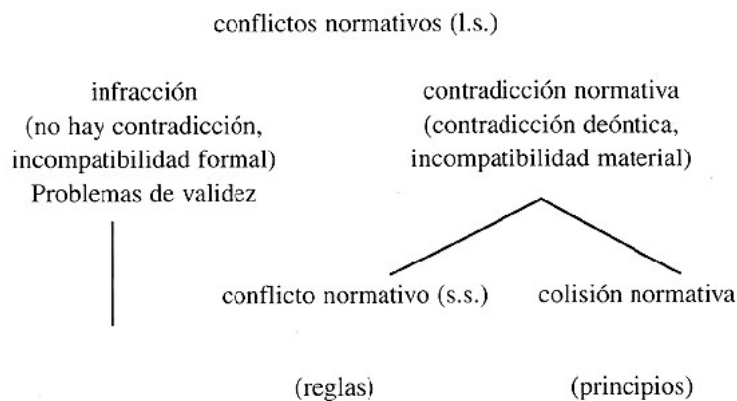 conflictos normativos (l.s.)
infracción
(no hay contradicción,
incompatibilidad formal)
Problemas de validez
contradicción normativa
(contradicción deóntica,
incompatibilidad material)
conflicto normativo (s.s.)
colisión normativa
(reglas)
(principios)